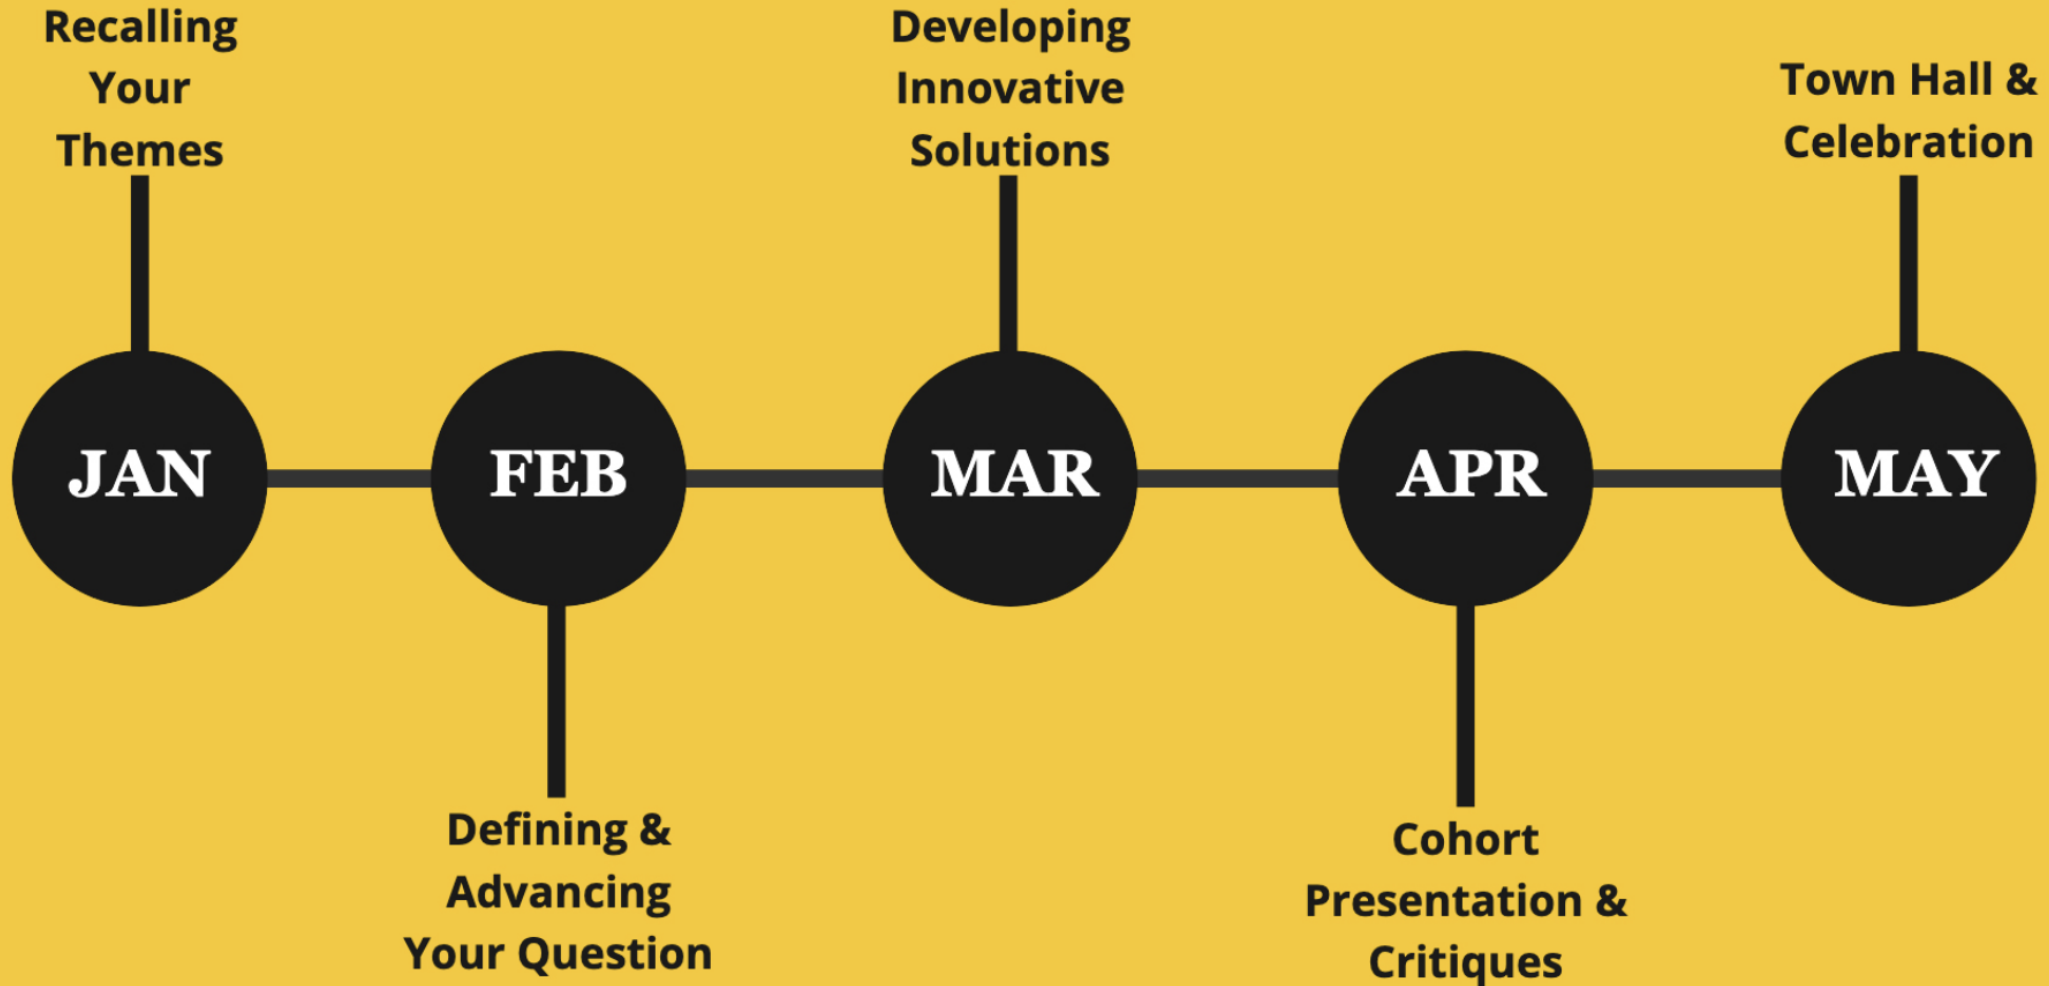 Recalling
Your
Themes
Developing
Innovative
Solutions
Town Hall &
Celebration
JAN
FEB
MAR
APR
MAY
Defining &
Advancing
Your Question
Cohort
Presentation &
Critiques